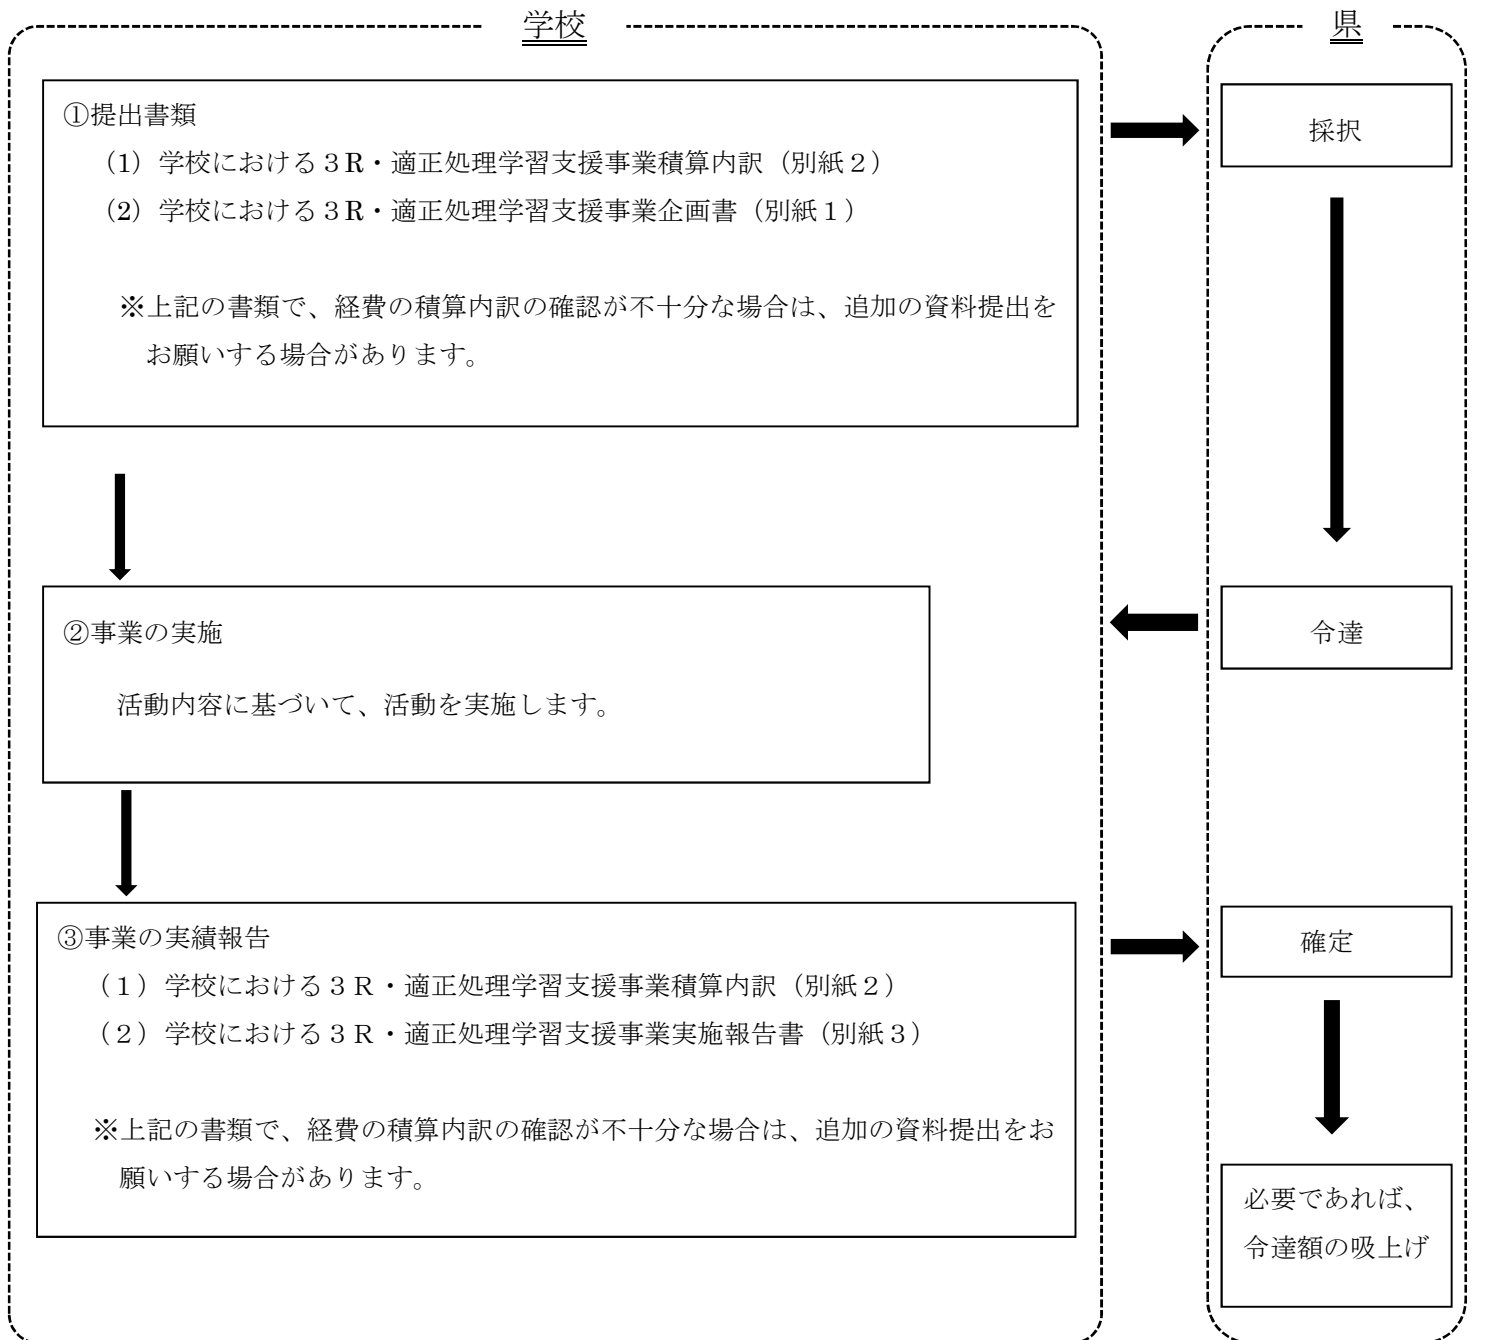 学校
①提出書類
（1）学校における３R・適正処理学習支援事業積算内訳（別紙２）
（2）学校における３R・適正処理学習支援事業企画書（別紙１）
※上記の書類で、経費の積算内訳の確認が不十分な場合は、追加の資料提出を
お願いする場合があります。
②事業の実施
活動内容に基づいて、活動を実施します。
③事業の実績報告
（１）学校における３Ｒ・適正処理学習支援事業積算内訳（別紙２）
（２）学校における３Ｒ・適正処理学習支援事業実施報告書（別紙３）
※上記の書類で、経費の積算内訳の確認が不十分な場合は、追加の資料提出をお
願いする場合があります。
県
採択
令達
確定
必要であれば、
令達額の吸上げ